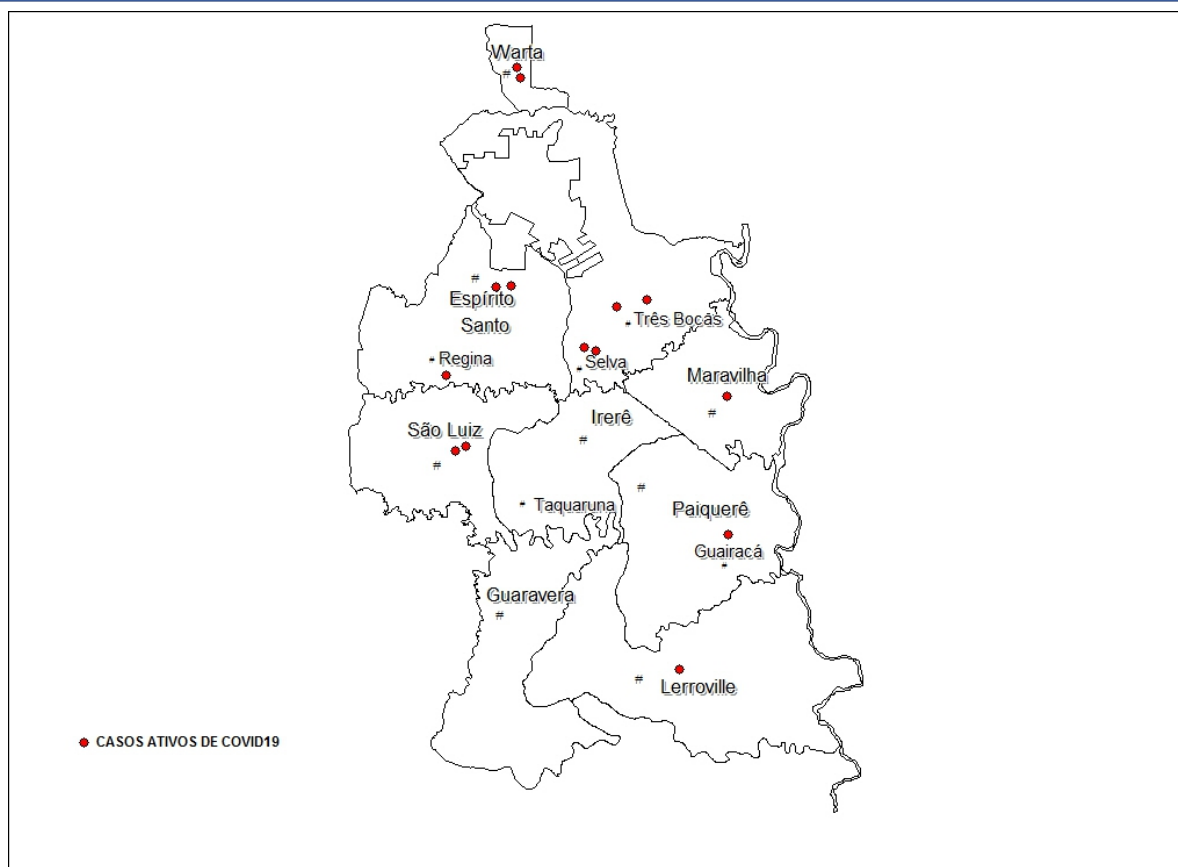 Warta
#
#
Espírito
Santo
Três Bocas
Regina
Selva
Maravilha
#
São Luiz
#
Irerê
#
#
Taquaruna
Paiquerê
Guairacá
Guaravera
#
#
Lerroville
CASOS ATIVOS DE COVID19